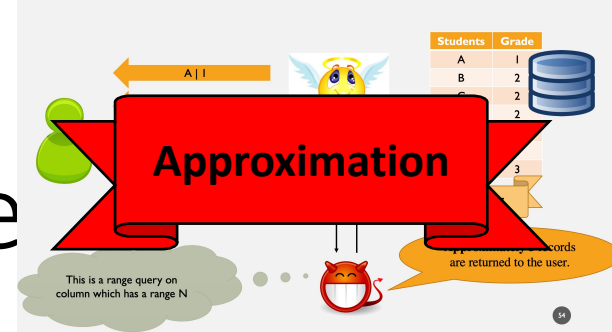 Students Grade
A 1
B 2
2
2
3
A | 1
Approximation
records
are returned to the user.
This is a range query on
column which has a range N
54
e